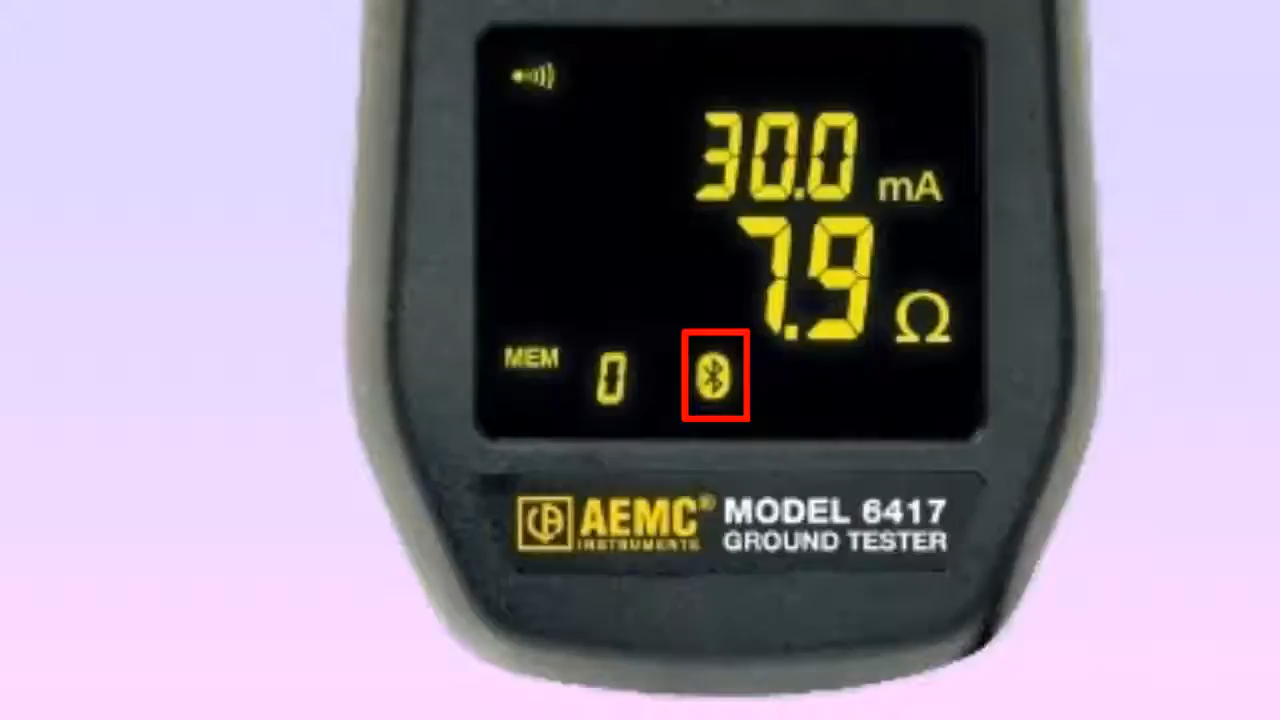 30.0 mA
7.9 Ω
MEM 0
AEMC® MODEL 6417
INSTRUMENTS GROUND TESTER